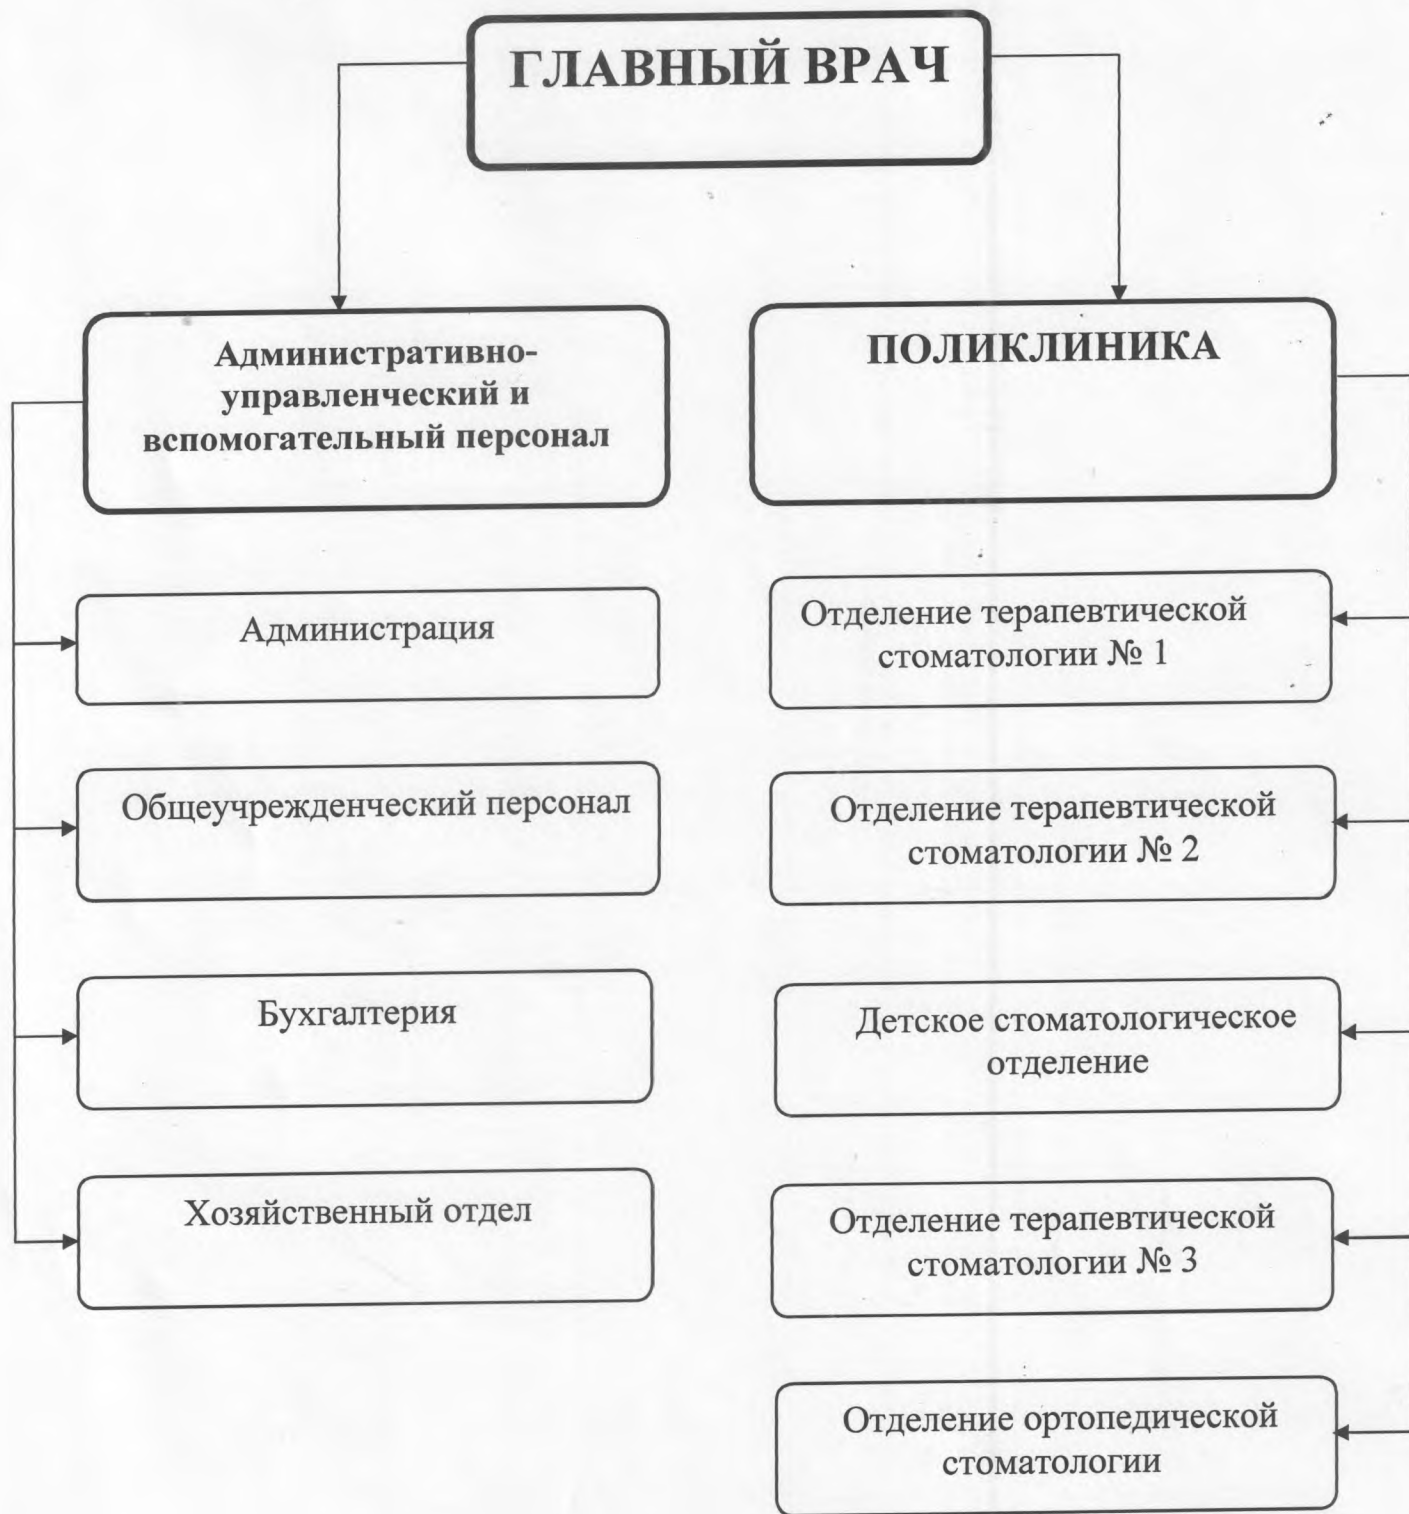 ГЛАВНЫЙ ВРАЧ
Административно-
управленческий и
вспомогательный персонал
ПОЛИКЛИНИКА
Администрация
Общеучрежденческий персонал
Бухгалтерия
Хозяйственный отдел
Отделение терапевтической
стоматологии № 1
Отделение терапевтической
стоматологии № 2
Детское стоматологическое
отделение
Отделение терапевтической
стоматологии № 3
Отделение ортопедической
стоматологии